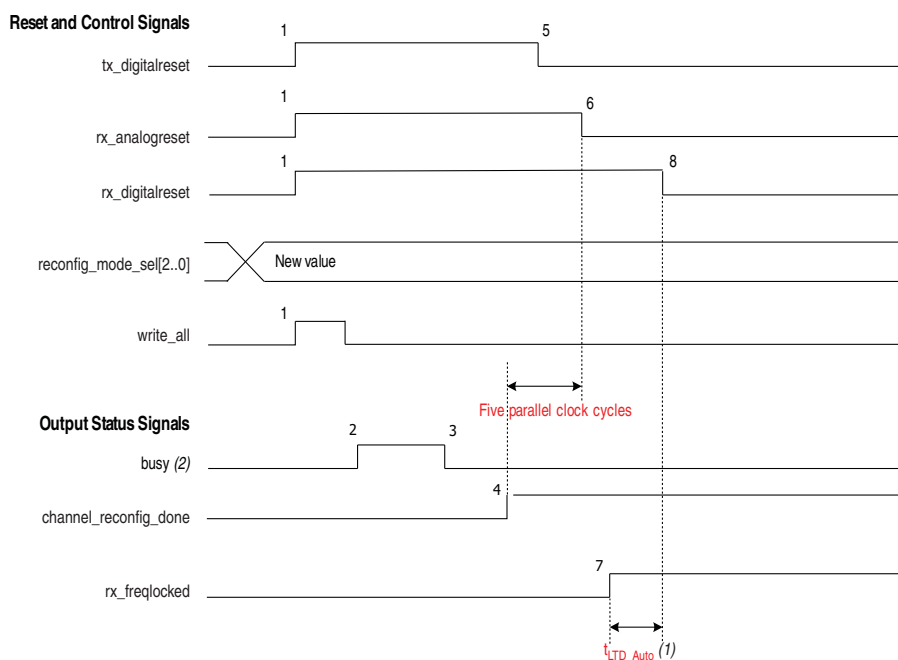 Reset and Control Signals
1 5
tx_digitalreset
1 6
rx_analogreset
1 8
rx_digitalreset
reconfig_mode_sel[2..0] New value
1
write_all
Five parallel clock cycles
Output Status Signals
2 3
busy (2)
4
channel_reconfig_done
7
rx_freqlocked
tLTD_Auto (1)